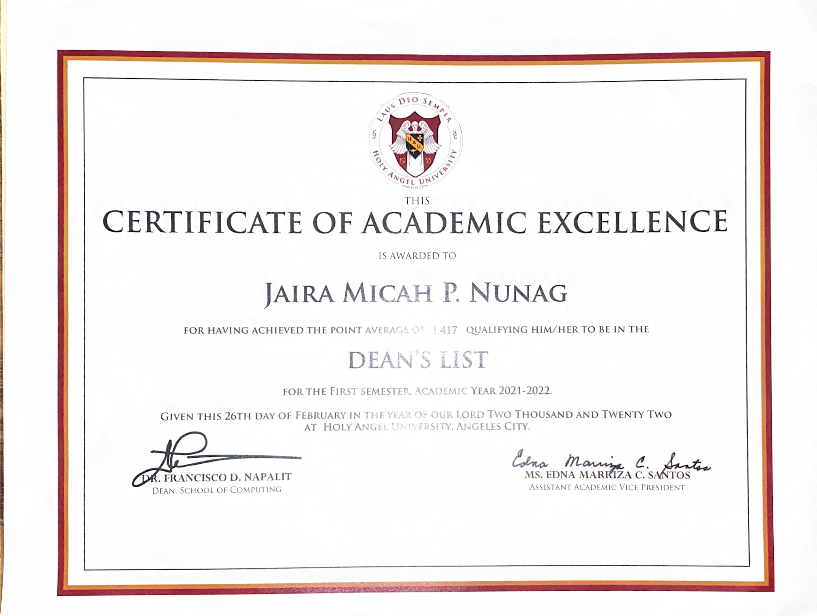 LAUS DEO SEMPER
HOLY ANGEL UNIVERSITY
1933
THIS
CERTIFICATE OF ACADEMIC EXCELLENCE
IS AWARDED TO
JAIRA MICAH P. NUNAG
FOR HAVING ACHIEVED THE POINT AVERAGE OF 1.417 QUALIFYING HIM/HER TO BE IN THE
DEAN'S LIST
FOR THE FIRST SEMESTER, ACADEMIC YEAR 2021-2022.
GIVEN THIS 26TH DAY OF FEBRUARY IN THE YEAR OF OUR LORD TWO THOUSAND AND TWENTY TWO
AT HOLY ANGEL UNIVERSITY, ANGELES CITY.
DR. FRANCISCO D. NAPALIT
DEAN, SCHOOL OF COMPUTING
Edna Marriza C. Santos
MS. EDNA MARRIZA C. SANTOS
ASSISTANT ACADEMIC VICE PRESIDENT